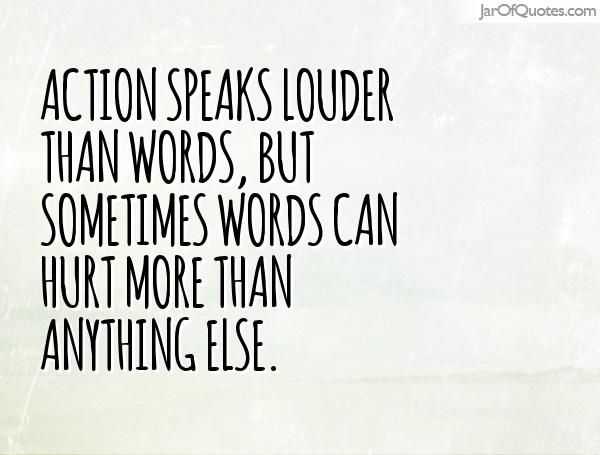 JarOfQuotes.com
ACTION SPEAKS LOUDER
THAN WORDS, BUT
SOMETIMES WORDS CAN
HURT MORE THAN
ANYTHING ELSE.